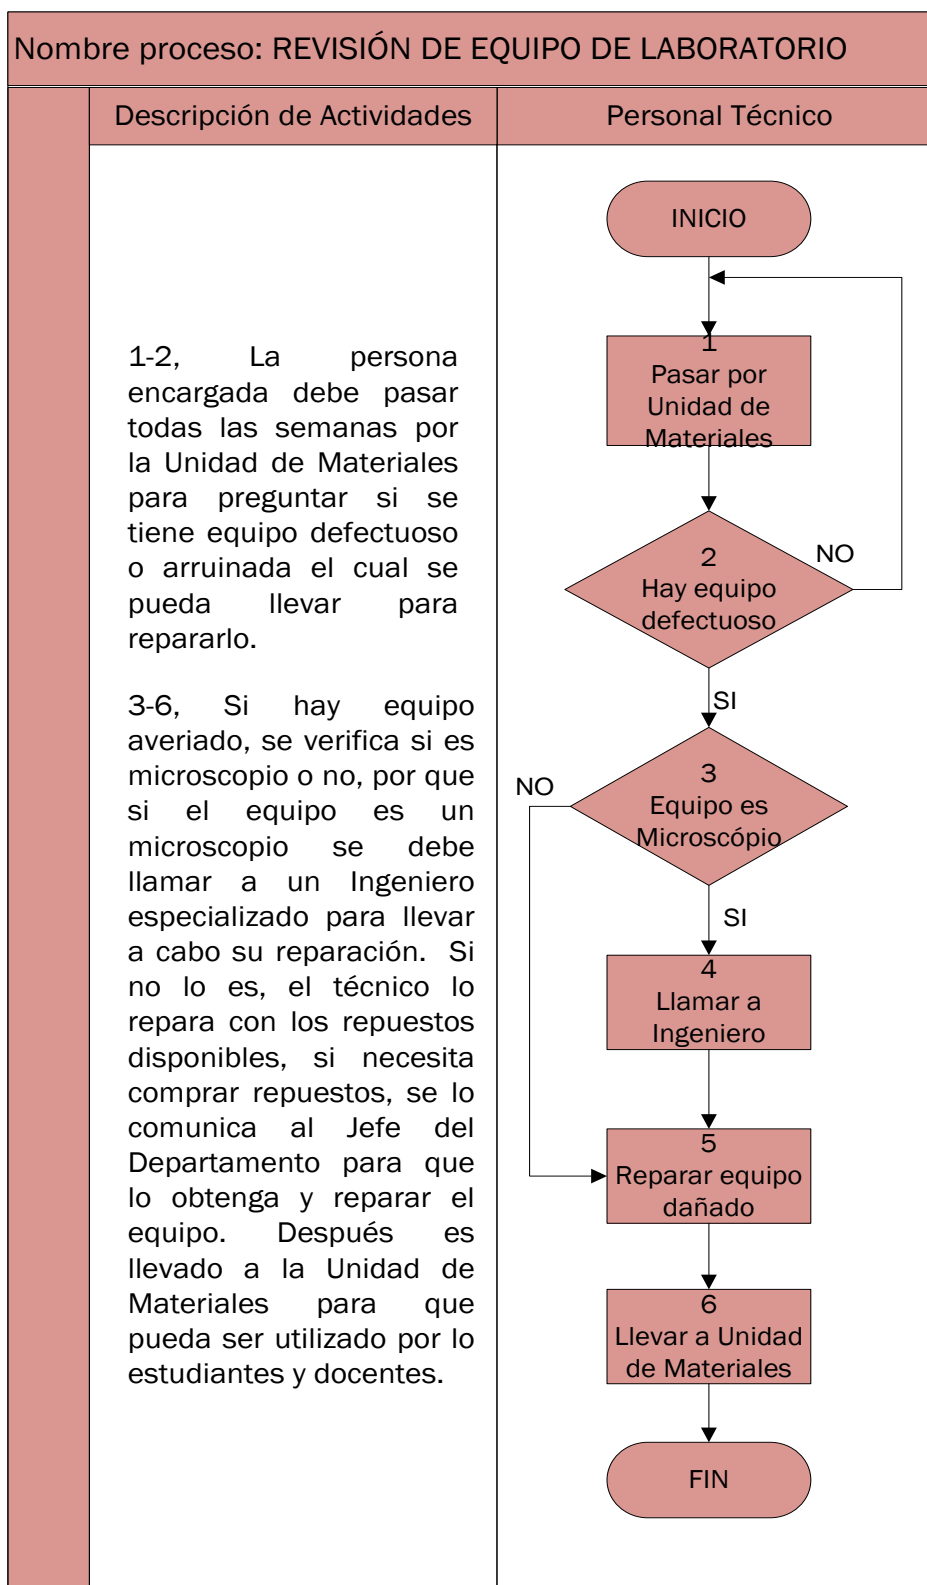 Nombre proceso: REVISIÓN DE EQUIPO DE LABORATORIO
Descripción de Actividades
Personal Técnico
1-2, La persona
encargada debe pasar
todas las semanas por
la Unidad de Materiales
para preguntar si se
tiene equipo defectuoso
o arruinada el cual se
pueda llevar para
repararlo.
3-6, Si hay equipo
averiado, se verifica si es
microscopio o no, por que
si el equipo es un
microscopio se debe
llamar a un Ingeniero
especializado para llevar
a cabo su reparación. Si
no lo es, el técnico lo
repara con los repuestos
disponibles, si necesita
comprar repuestos, se lo
comunica al Jefe del
Departamento para que
lo obtenga y reparar el
equipo. Después es
llevado a la Unidad de
Materiales para que
pueda ser utilizado por lo
estudiantes y docentes.
INICIO
1
Pasar por
Unidad de
Materiales
2
Hay equipo
defectuoso
NO
SI
3
Equipo es
Microscópio
NO
SI
4
Llamar a
Ingeniero
5
Reparar equipo
dañado
6
Llevar a Unidad
de Materiales
FIN